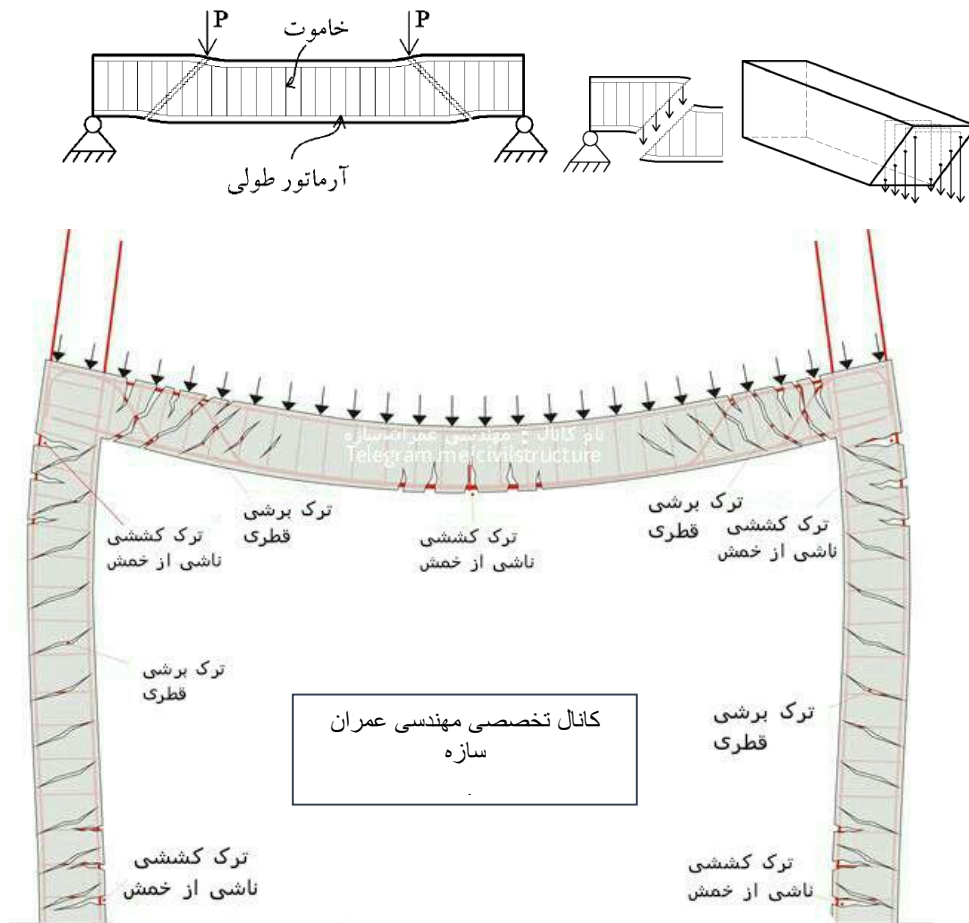 P
P
خاموت
آرماتور طولی
نام کانال : مهندسی عمران-سازه
Telegram.me/civilstructure
ترک برشی
قطری
ترک کششی
ناشی از خمش
ترک کششی
ناشی از خمش
ترک برشی
قطری
ترک کششی
ناشی از خمش
ترک برشی
قطری
ترک برشی
قطری
کانال تخصصی مهندسی عمران
سازه
.
ترک کششی
ناشی از خمش
ترک کششی
ناشی از خمش